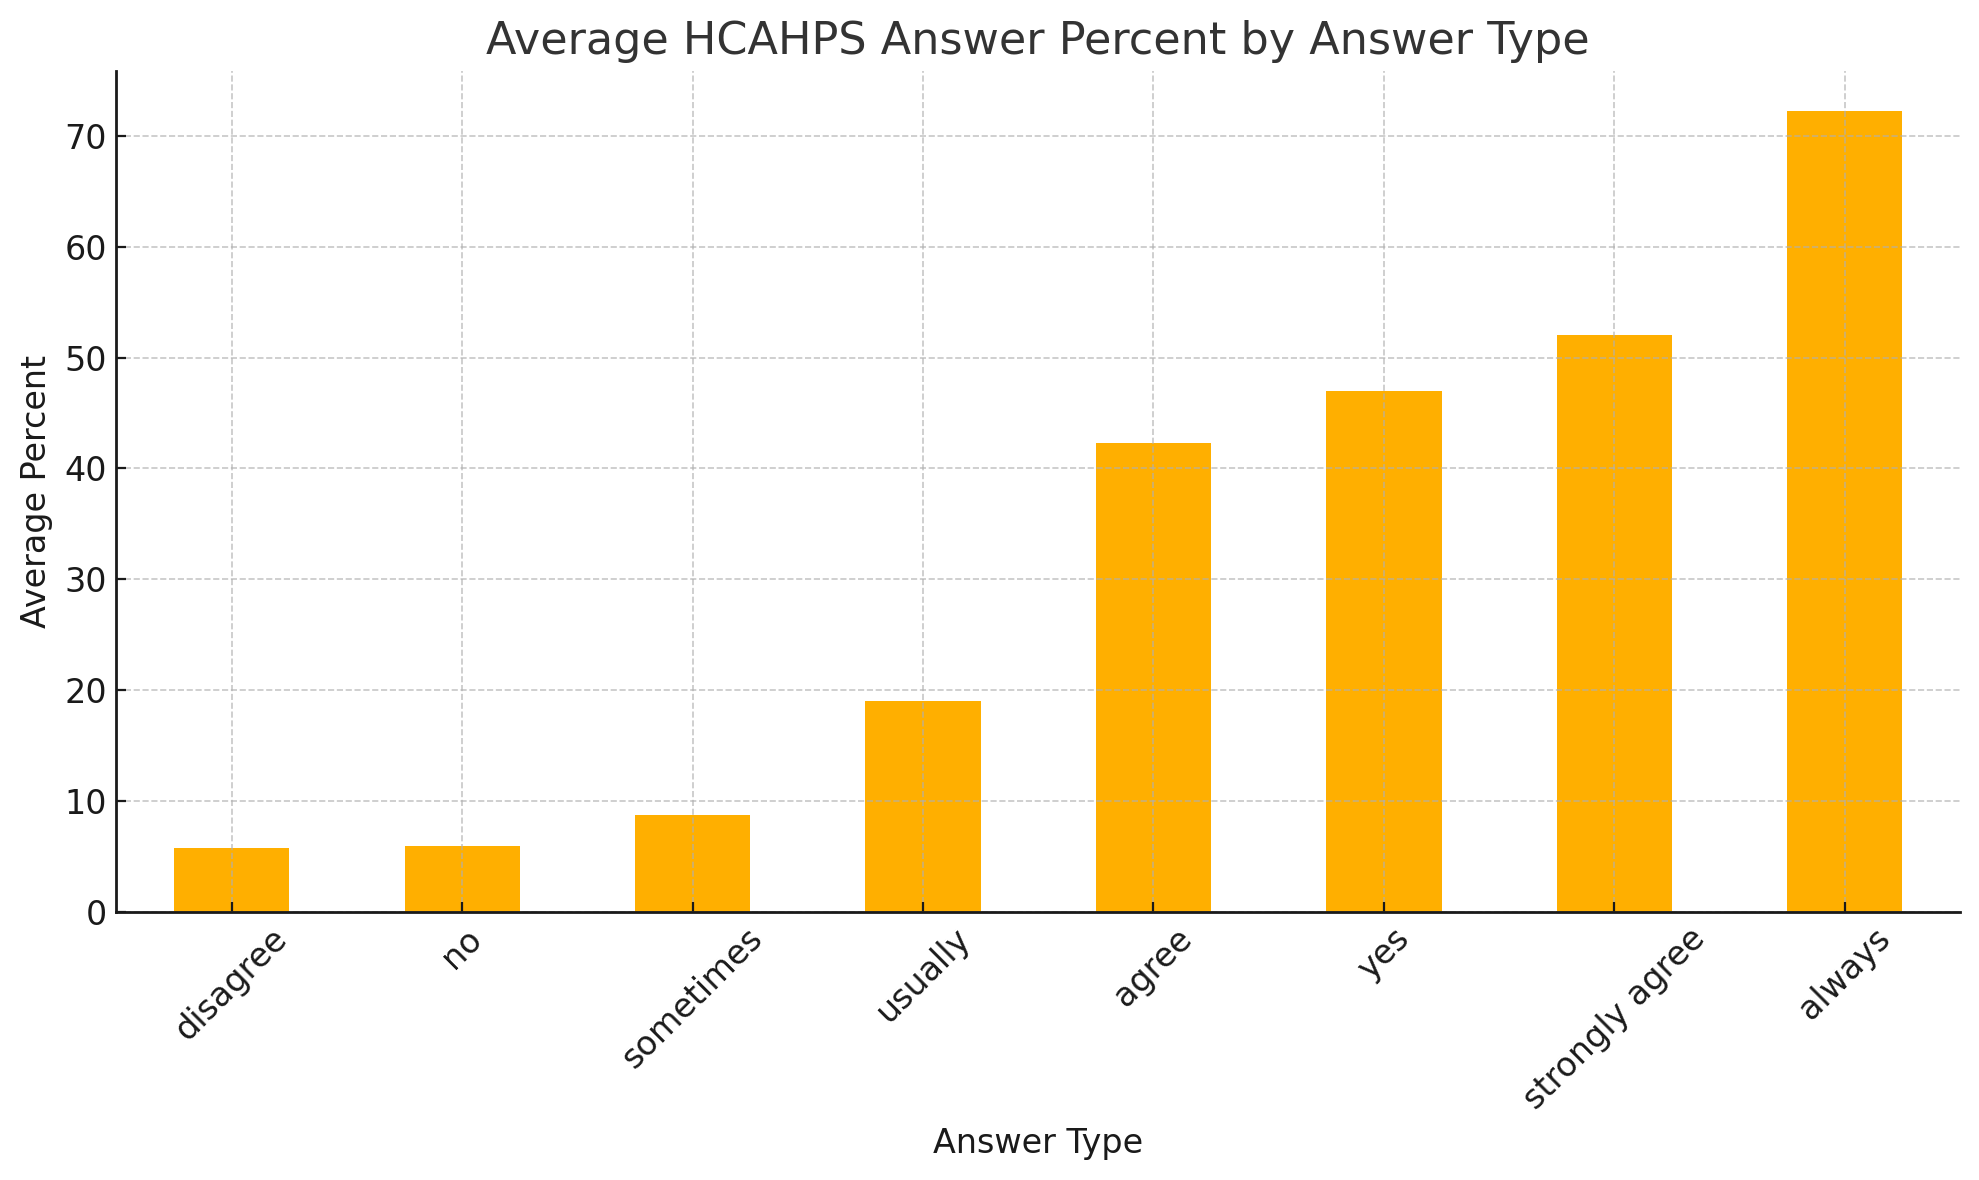 Average HCAHPS Answer Percent by Answer Type
Average Percent
70
60
50
40
30
20
10
0
disagree
no
sometimes
usually
agree
yes
strongly agree
always
Answer Type